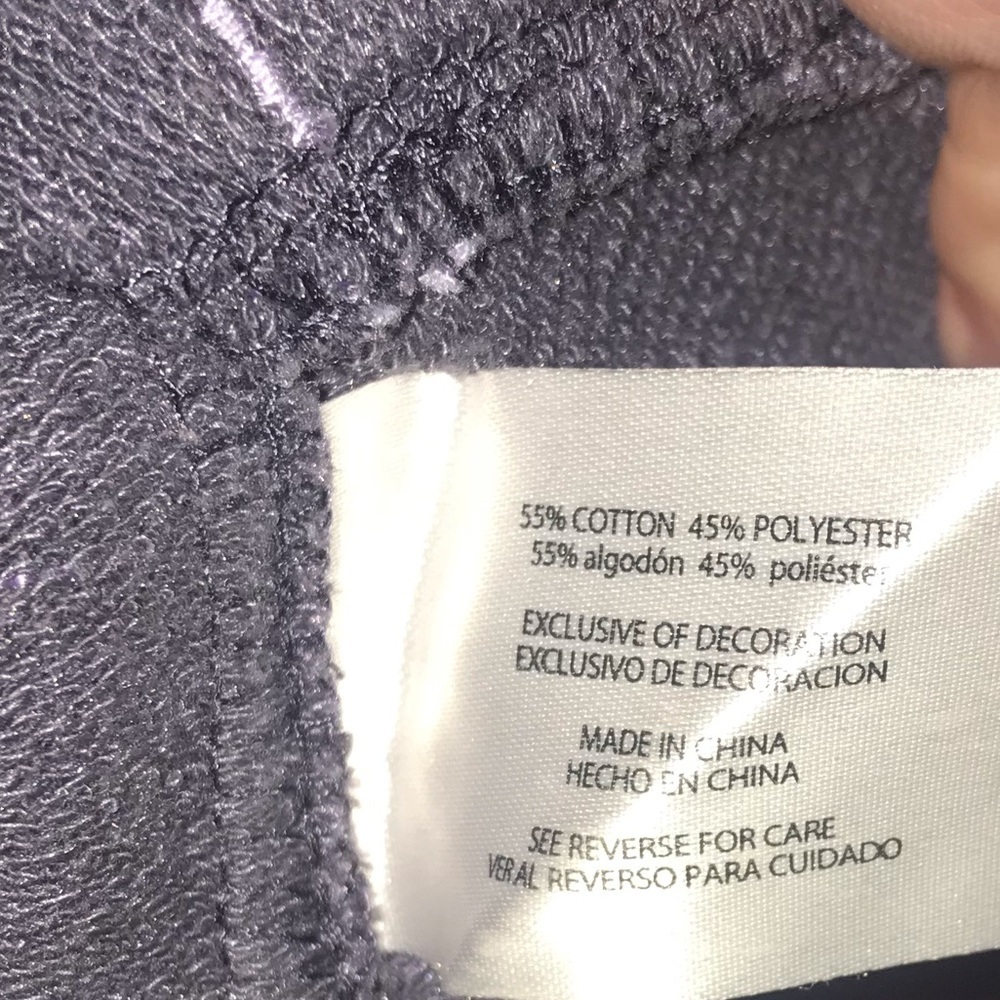 55% COTTON 45% POLYESTER
55% algodón 45% poliéster
EXCLUSIVE OF DECORATION
EXCLUSIVO DE DECORACION
MADE IN CHINA
HECHO EN CHINA
SEE REVERSE FOR CARE
VER AL REVERSO PARA CUIDADO